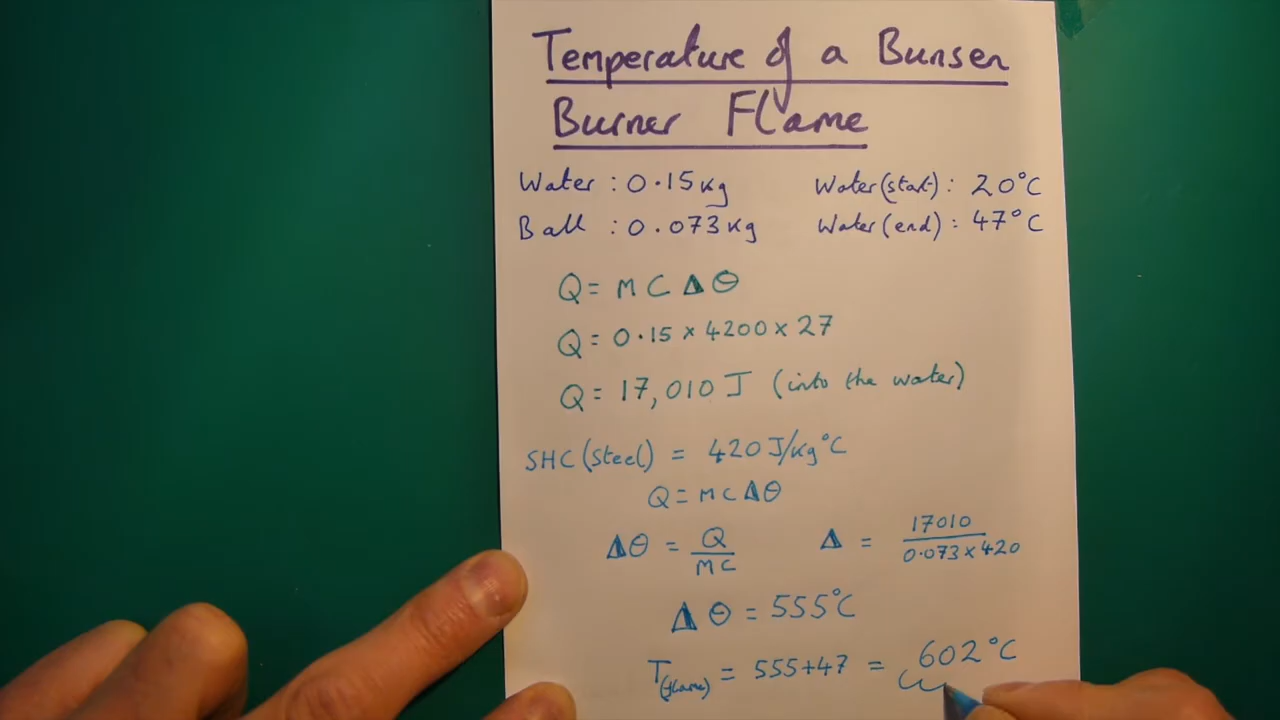 Temperature of a Bunsen
Burner Flame
Water : 0.15kg Water(start) : 20°C
Ball : 0.073kg Water(end) : 47°C
Q = MCΔθ
Q = 0.15 × 4200 × 27
Q = 17,010 J (into the water)
SHC (steel) = 420 J/kg°C
Q = MCΔθ
Δθ = Q/MC Δ = 17010/0.073×420
Δθ = 555°C
T(flame) = 555+47 = 602°C